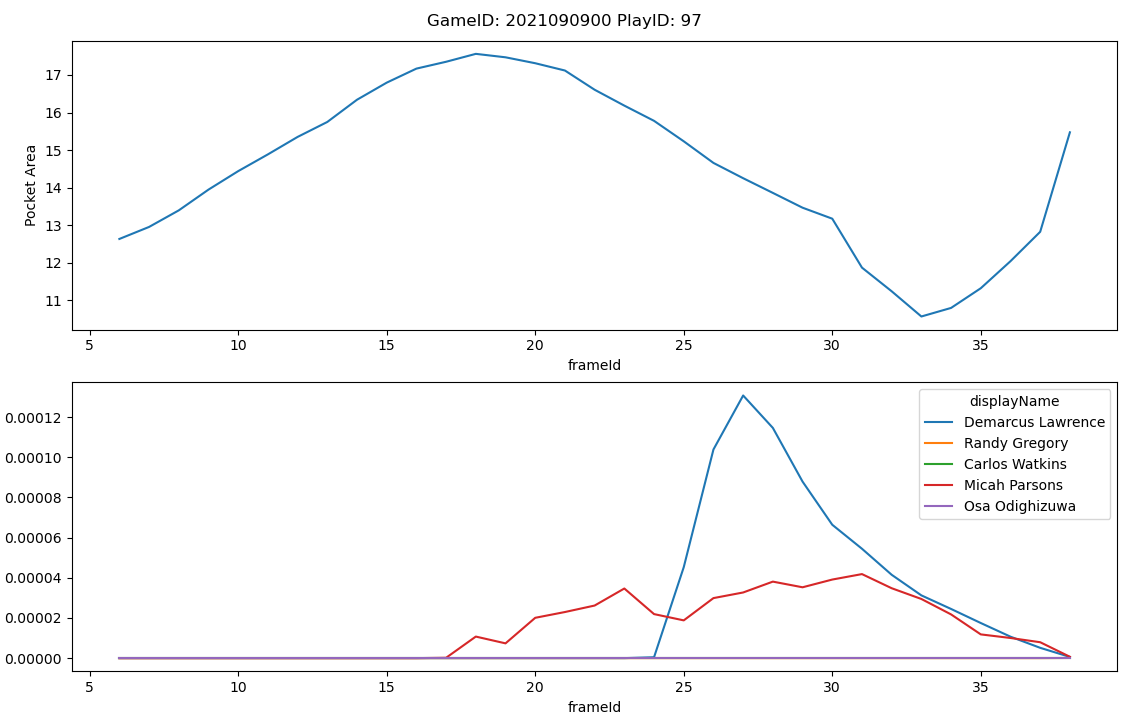 GameID: 2021090900 PlayID: 97
17
16
15
14
13
12
11
Pocket Area
5 10 15 20 25 30 35
frameId
displayName
Demarcus Lawrence
Randy Gregory
Carlos Watkins
Micah Parsons
Osa Odighizuwa
0.00012
0.00010
0.00008
0.00006
0.00004
0.00002
0.00000
5 10 15 20 25 30 35
frameId